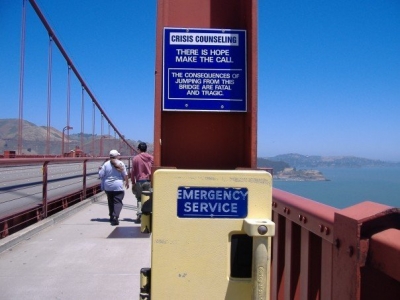 CRISIS COUNSELING
THERE IS HOPE
MAKE THE CALL.
THE CONSEQUENCES OF
JUMPING FROM THIS
BRIDGE ARE FATAL
AND TRAGIC.
EMERGENCY
SERVICE